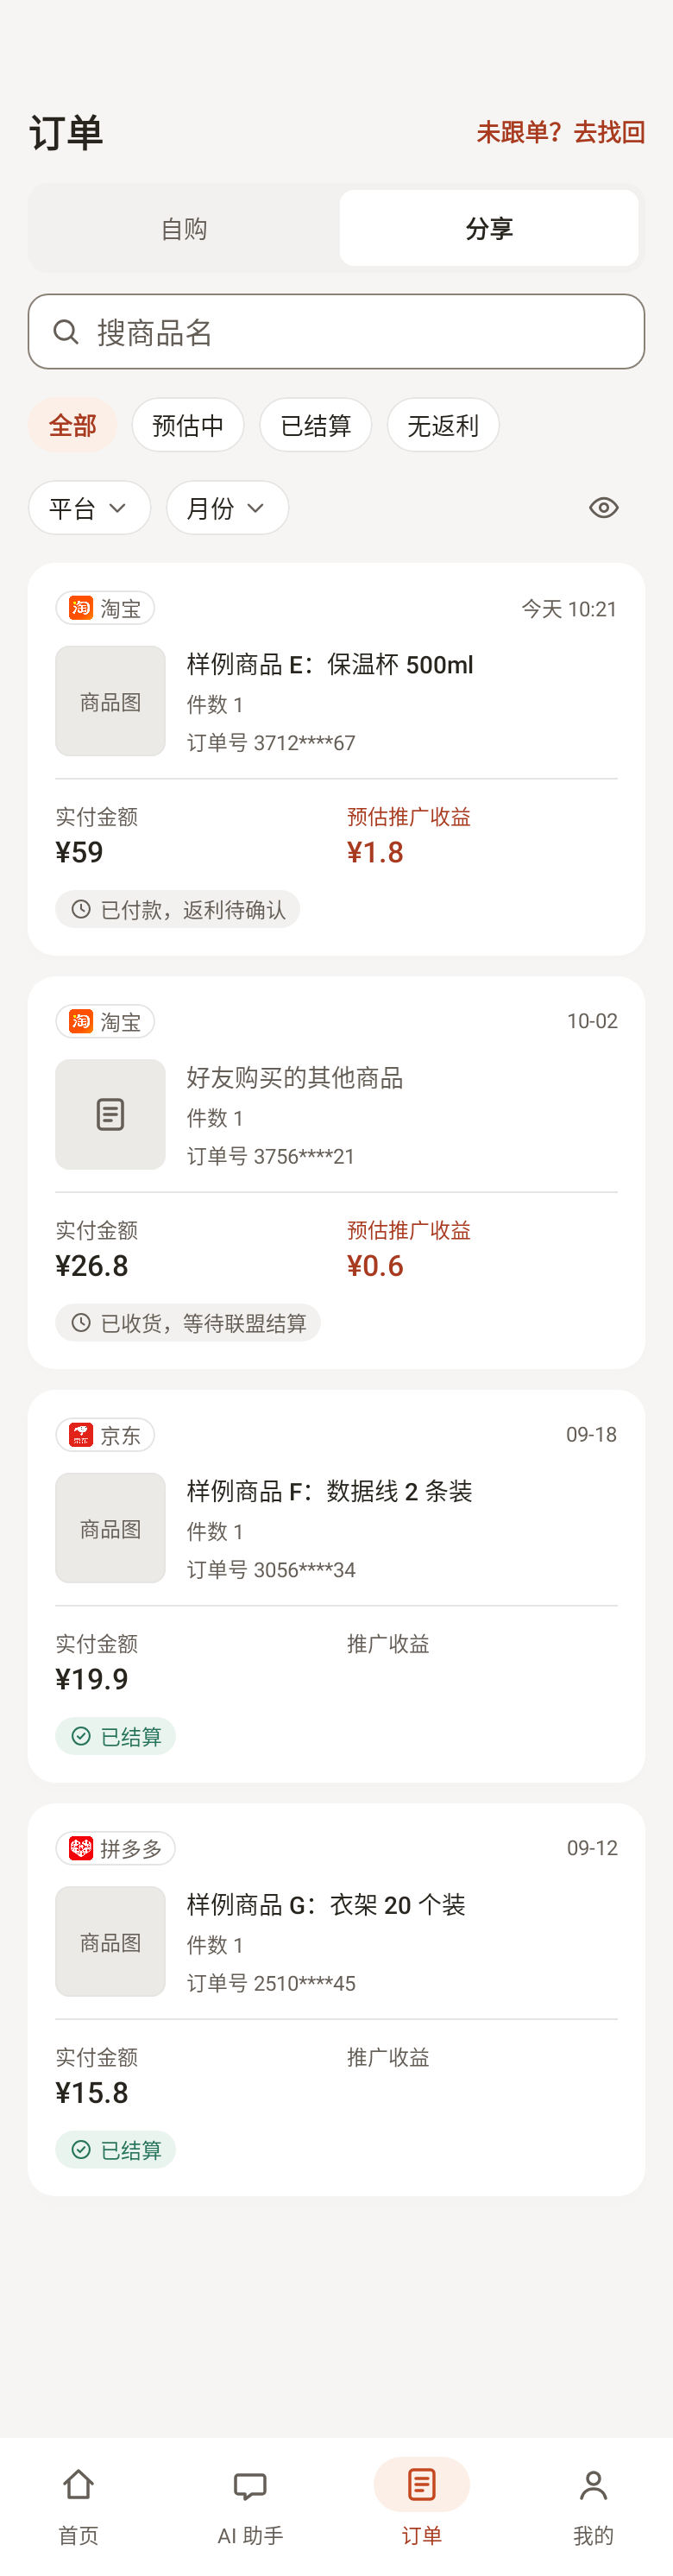 订单
未跟单？去找回
自购
分享
搜商品名
全部
预估中
已结算
无返利
平台
月份
淘 淘宝
今天 10:21
商品图
样例商品 E：保温杯 500ml
件数 1
订单号 3712****67
实付金额
预估推广收益
¥59
¥1.8
已付款，返利待确认
淘 淘宝
10-02
好友购买的其他商品
件数 1
订单号 3756****21
实付金额
预估推广收益
¥26.8
¥0.6
已收货，等待联盟结算
京东 京东
09-18
商品图
样例商品 F：数据线 2 条装
件数 1
订单号 3056****34
实付金额
推广收益
¥19.9
已结算
拼多多
09-12
商品图
样例商品 G：衣架 20 个装
件数 1
订单号 2510****45
实付金额
推广收益
¥15.8
已结算
首页
AI 助手
订单
我的